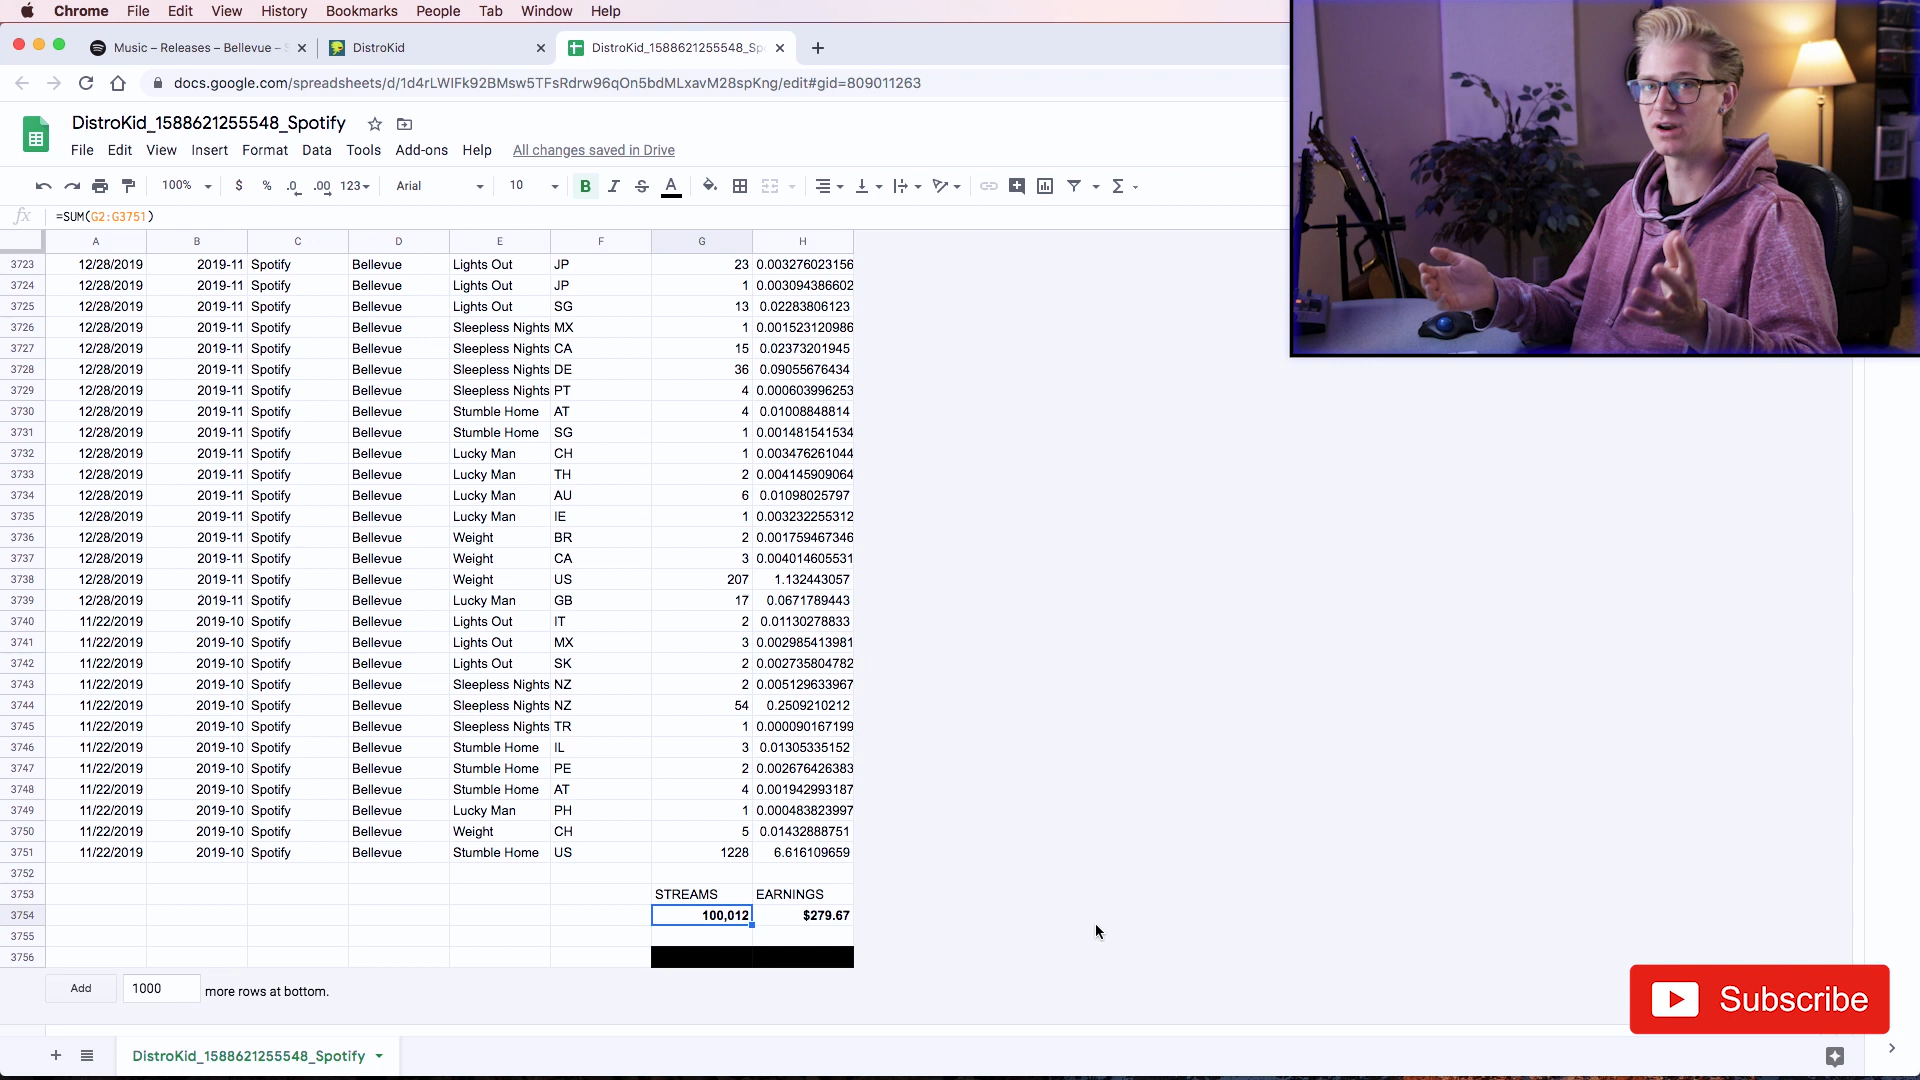 Chrome File Edit View History Bookmarks People Tab Window Help
Music – Releases – Bellevue – DistroKid DistroKid_1588621255548_Sp
docs.google.com/spreadsheets/d/1d4rLWIFk92BMsw5TFsRdrw96qOn5bdMLxavM28spKng/edit#gid=809011263
DistroKid_1588621255548_Spotify
File Edit View Insert Format Data Tools Add-ons Help All changes saved in Drive
100% $ % .0 .00 123 Arial 10 B I S A
fx =SUM(G2:G3751)
A B C D E F G H
3723 12/28/2019 2019-11 Spotify Bellevue Lights Out JP 23 0.003276023156
3724 12/28/2019 2019-11 Spotify Bellevue Lights Out JP 1 0.003094386602
3725 12/28/2019 2019-11 Spotify Bellevue Lights Out SG 13 0.02283806123
3726 12/28/2019 2019-11 Spotify Bellevue Sleepless Nights MX 1 0.001523120986
3727 12/28/2019 2019-11 Spotify Bellevue Sleepless Nights CA 15 0.02373201945
3728 12/28/2019 2019-11 Spotify Bellevue Sleepless Nights DE 36 0.09055676434
3729 12/28/2019 2019-11 Spotify Bellevue Sleepless Nights PT 4 0.000603996253
3730 12/28/2019 2019-11 Spotify Bellevue Stumble Home AT 4 0.01008848814
3731 12/28/2019 2019-11 Spotify Bellevue Stumble Home SG 1 0.001481541534
3732 12/28/2019 2019-11 Spotify Bellevue Lucky Man CH 1 0.003476261044
3733 12/28/2019 2019-11 Spotify Bellevue Lucky Man TH 2 0.004145909064
3734 12/28/2019 2019-11 Spotify Bellevue Lucky Man AU 6 0.01098025797
3735 12/28/2019 2019-11 Spotify Bellevue Lucky Man IE 1 0.003232255312
3736 12/28/2019 2019-11 Spotify Bellevue Weight BR 2 0.001759467346
3737 12/28/2019 2019-11 Spotify Bellevue Weight CA 3 0.004014605531
3738 12/28/2019 2019-11 Spotify Bellevue Weight US 207 1.132443057
3739 12/28/2019 2019-11 Spotify Bellevue Lucky Man GB 17 0.0671789443
3740 11/22/2019 2019-10 Spotify Bellevue Lights Out IT 2 0.01130278833
3741 11/22/2019 2019-10 Spotify Bellevue Lights Out MX 3 0.002985413981
3742 11/22/2019 2019-10 Spotify Bellevue Lights Out SK 2 0.002735804782
3743 11/22/2019 2019-10 Spotify Bellevue Sleepless Nights NZ 2 0.005129633967
3744 11/22/2019 2019-10 Spotify Bellevue Sleepless Nights NZ 54 0.2509210212
3745 11/22/2019 2019-10 Spotify Bellevue Sleepless Nights TR 1 0.000090167199
3746 11/22/2019 2019-10 Spotify Bellevue Stumble Home IL 3 0.01305335152
3747 11/22/2019 2019-10 Spotify Bellevue Stumble Home PE 2 0.002676426383
3748 11/22/2019 2019-10 Spotify Bellevue Stumble Home AT 4 0.001942993187
3749 11/22/2019 2019-10 Spotify Bellevue Lucky Man PH 1 0.000483823997
3750 11/22/2019 2019-10 Spotify Bellevue Weight CH 5 0.01432888751
3751 11/22/2019 2019-10 Spotify Bellevue Stumble Home US 1228 6.616109659
3752
3753 STREAMS EARNINGS
3754 100,012 $279.67
3755
3756
Add 1000 more rows at bottom.
Subscribe
DistroKid_1588621255548_Spotify